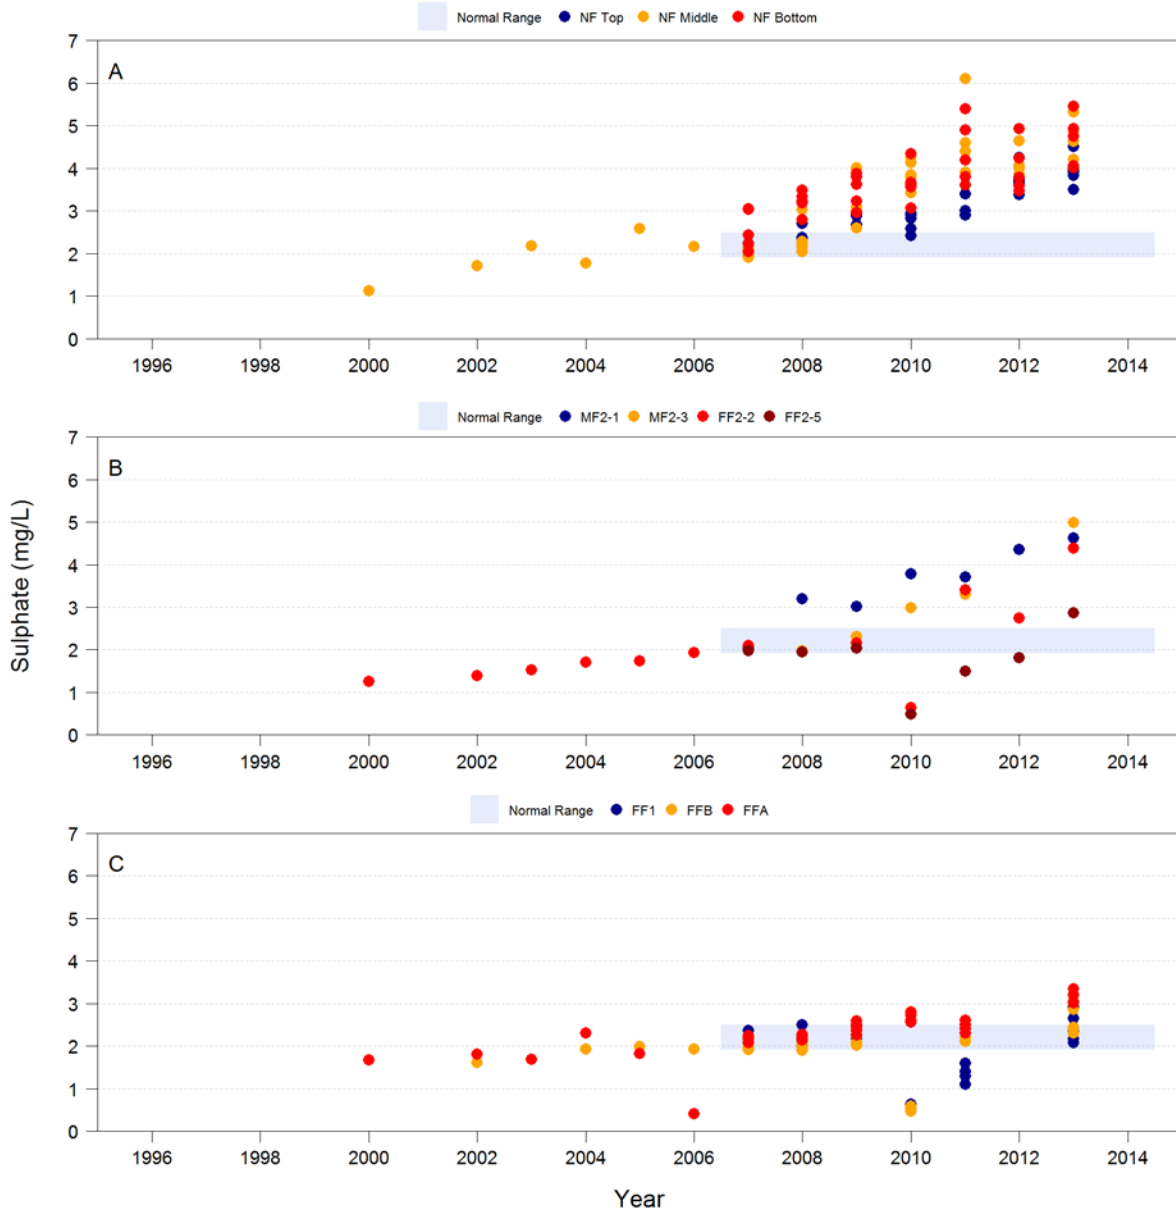 Normal Range NF Top NF Middle NF Bottom
A
7
6
5
4
3
2
1
0
1996 1998 2000 2002 2004 2006 2008 2010 2012 2014
Normal Range MF2-1 MF2-3 FF2-2 FF2-5
B
7
6
5
4
3
2
1
0
1996 1998 2000 2002 2004 2006 2008 2010 2012 2014
Sulphate (mg/L)
Normal Range FF1 FFB FFA
C
7
6
5
4
3
2
1
0
1996 1998 2000 2002 2004 2006 2008 2010 2012 2014
Year